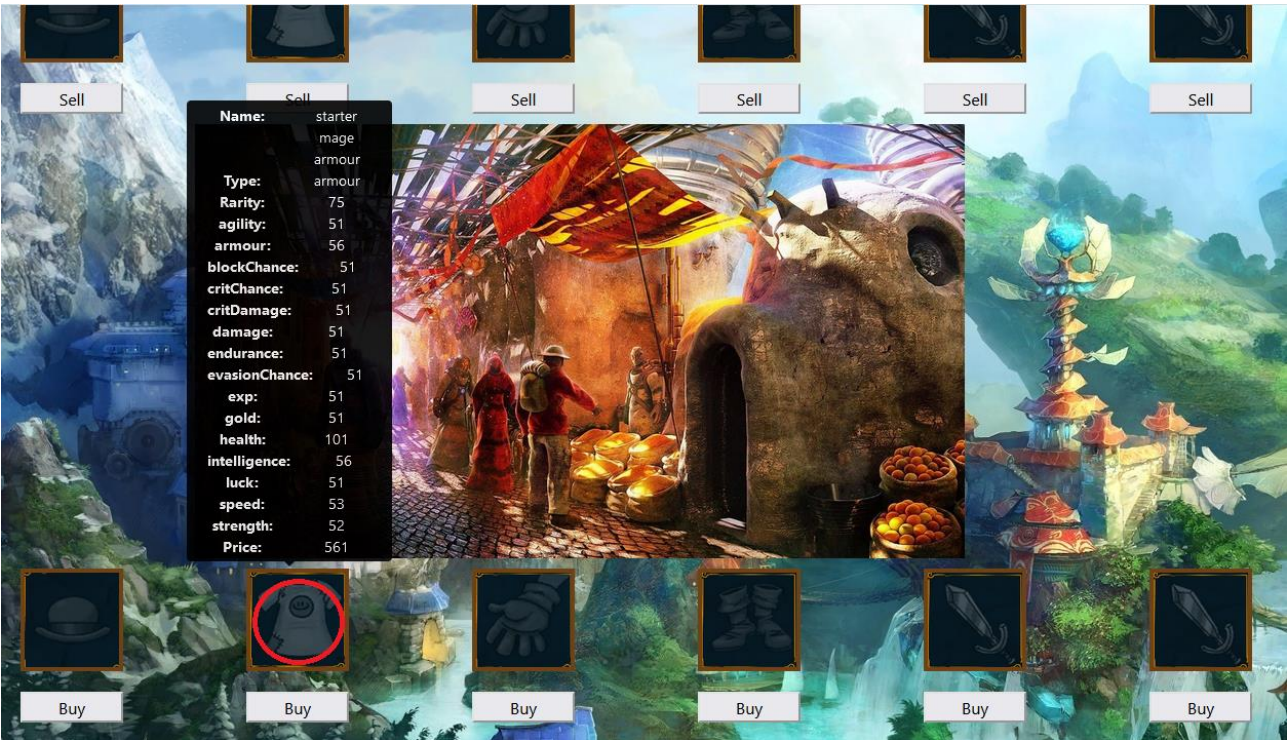 Sell Sell Sell Sell Sell Sell
Name: starter
mage
armour
Type: armour
Rarity: 75
agility: 51
armour: 56
blockChance: 51
critChance: 51
critDamage: 51
damage: 51
endurance: 51
evasionChance: 51
exp: 51
gold: 51
health: 101
intelligence: 56
luck: 51
speed: 53
strength: 52
Price: 561
Buy Buy Buy Buy Buy Buy